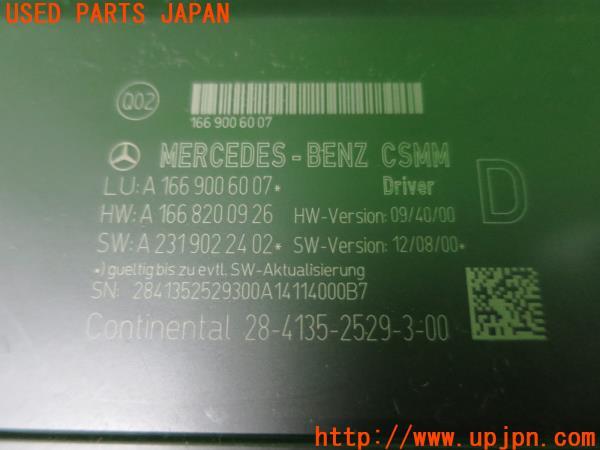 USED PARTS JAPAN
Q02
166 900 60 07
MERCEDES-BENZ CSMM
LU: A 166 900 60 07* Driver D
HW: A 166 820 09 26 HW-Version: 09/40/00
SW: A 231 902 24 02* SW-Version: 12/08/00*
*) gueltig bis zu evtl. SW-Aktualisierung
SN: 2841352529300A14114000B7
Continental 28-4135-2529-3-00
http://www.upjpn.com/